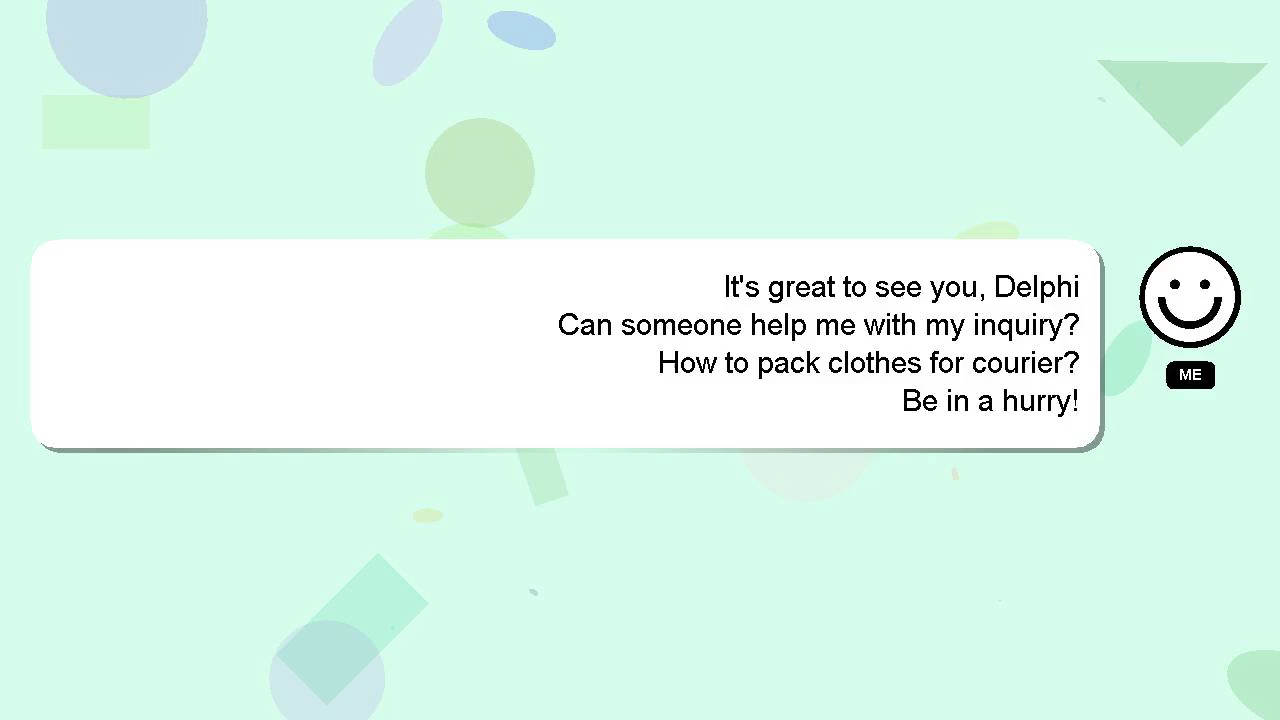 It's great to see you, Delphi
Can someone help me with my inquiry?
How to pack clothes for courier?
Be in a hurry!
ME